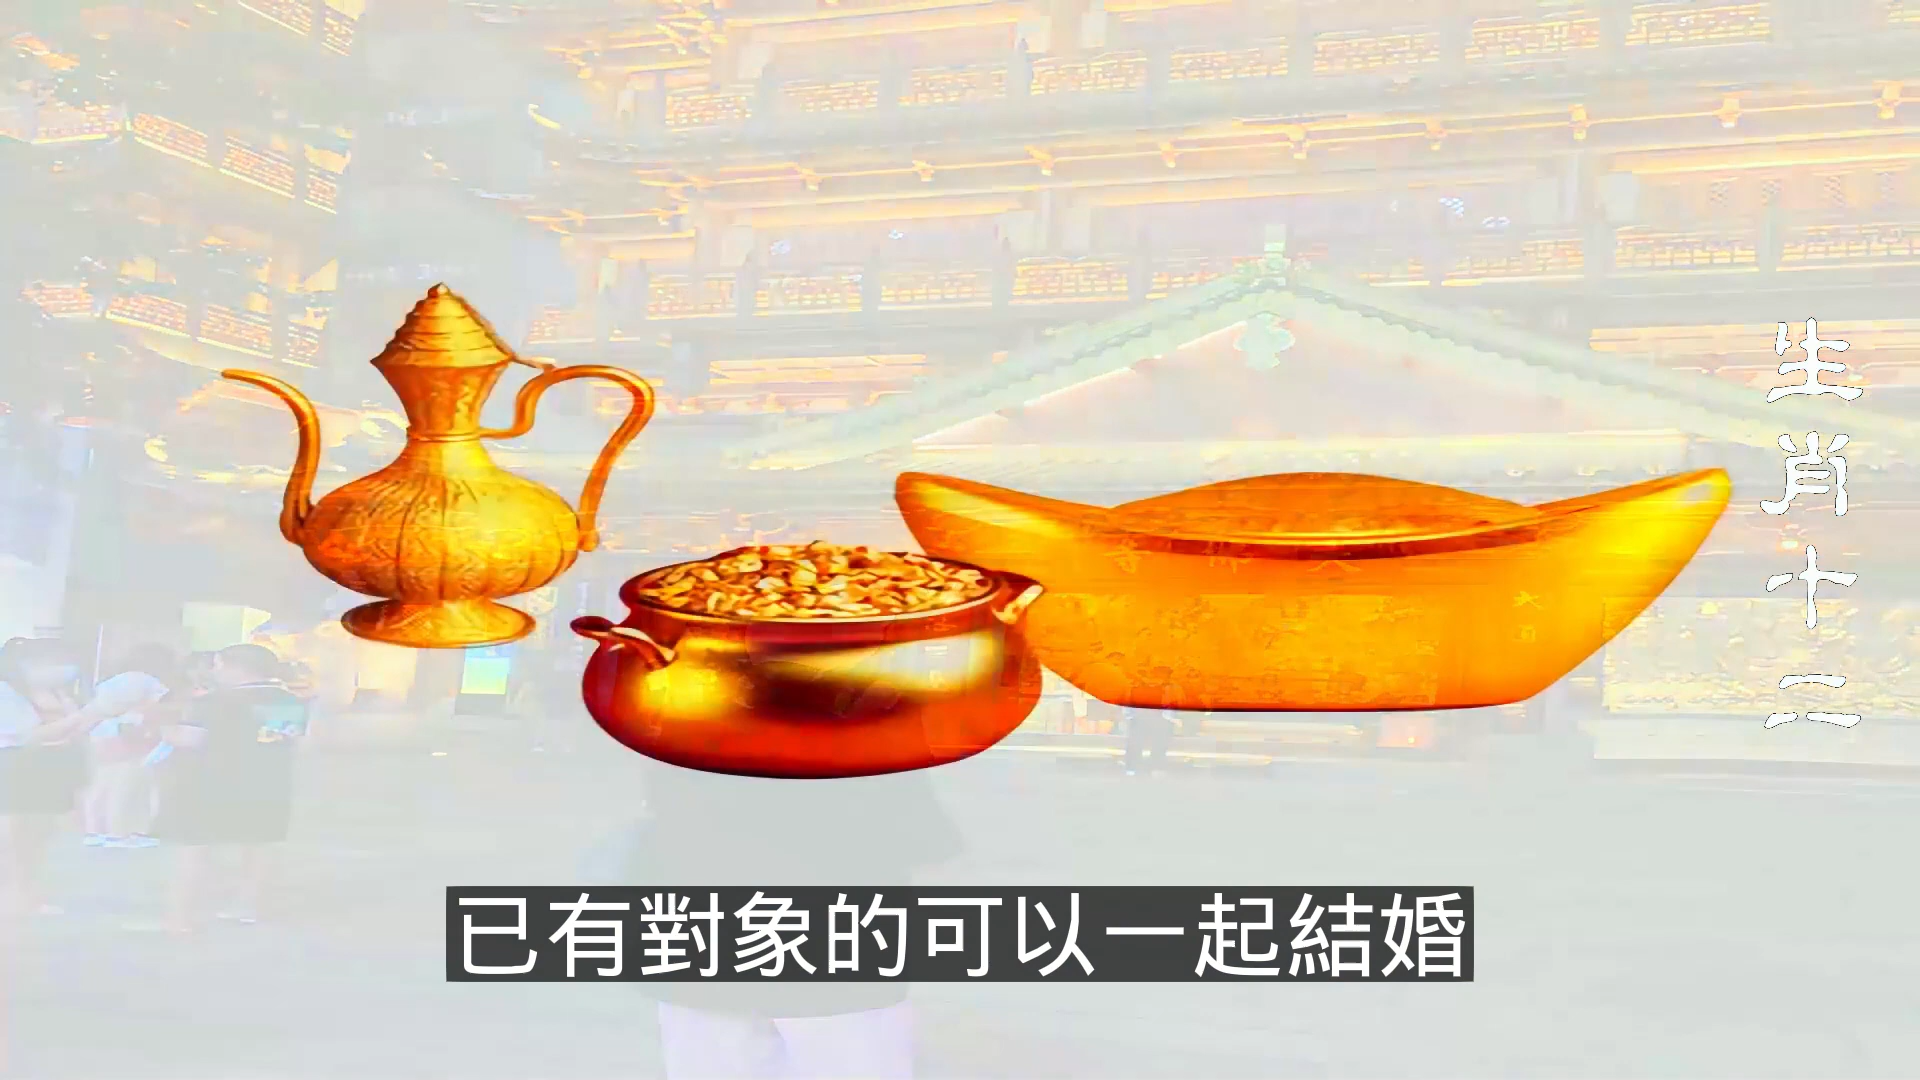 生肖十二
已有對象的可以一起結婚